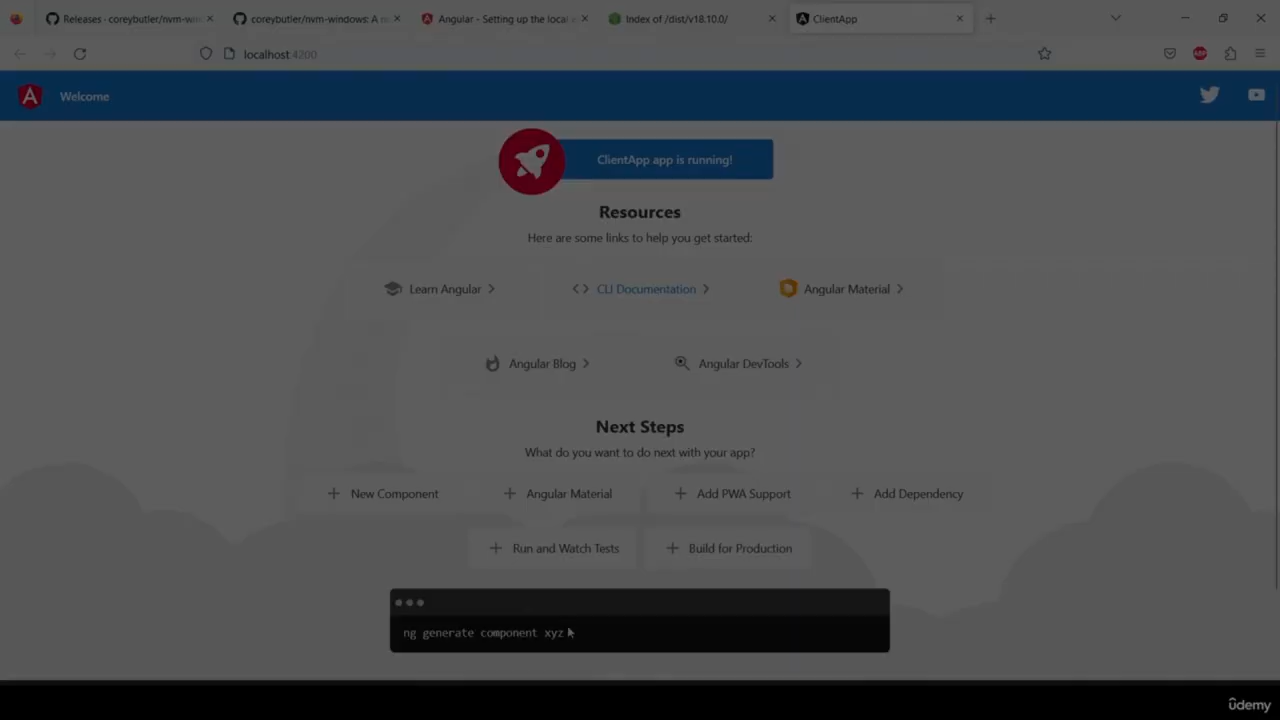 Releases - coreybutler/nvm-win
coreybutler/nvm-windows: A n
Angular - Setting up the local e
Index of /dist/v18.10.0/
ClientApp
localhost:4200
Welcome
ClientApp app is running!
Resources
Here are some links to help you get started:
Learn Angular
CLI Documentation
Angular Material
Angular Blog
Angular DevTools
Next Steps
What do you want to do next with your app?
New Component
Angular Material
Add PWA Support
Add Dependency
Run and Watch Tests
Build for Production
ng generate component xyz
ûdemy